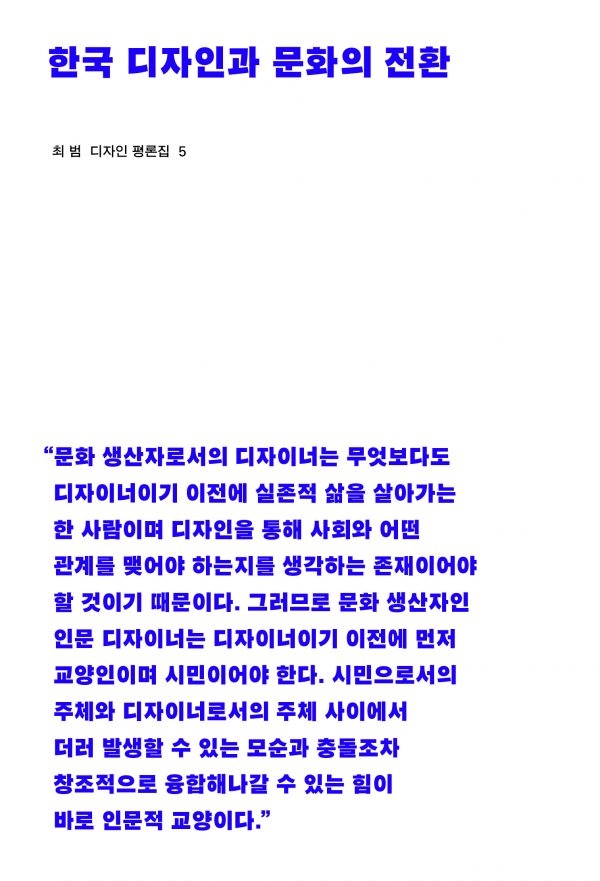 한국 디자인과 문화의 전환
최 범 디자인 평론집 5
“문화 생산자로서의 디자이너는 무엇보다도
디자이너이기 이전에 실존적 삶을 살아가는
한 사람이며 디자인을 통해 사회와 어떤
관계를 맺어야 하는지를 생각하는 존재이어야
할 것이기 때문이다. 그러므로 문화 생산자인
인문 디자이너는 디자이너이기 이전에 먼저
교양인이며 시민이어야 한다. 시민으로서의
주체와 디자이너로서의 주체 사이에서
더러 발생할 수 있는 모순과 충돌조차
창조적으로 융합해나갈 수 있는 힘이
바로 인문적 교양이다.”